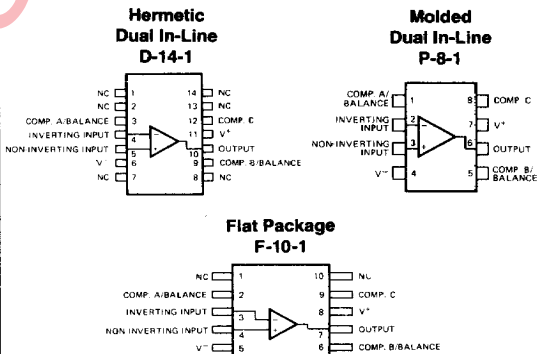 Hermetic
Dual In-Line
D-14-1
NC 1 14 NC
NC 2 13 NC
COMP. A/BALANCE 3 12 COMP. C
INVERTING INPUT 4 11 V+
NON-INVERTING INPUT 5 10 OUTPUT
V− 6 9 COMP. B/BALANCE
NC 7 8 NC
Molded
Dual In-Line
P-8-1
COMP. A/
BALANCE 1 8 COMP. C
INVERTING
INPUT 2 7 V+
NON-INVERTING
INPUT 3 6 OUTPUT
V− 4 5 COMP. B/
BALANCE
Flat Package
F-10-1
NC 1 10 NC
COMP. A/BALANCE 2 9 COMP. C
INVERTING INPUT 3 8 V+
NON INVERTING INPUT 4 7 OUTPUT
V− 5 6 COMP. B/BALANCE